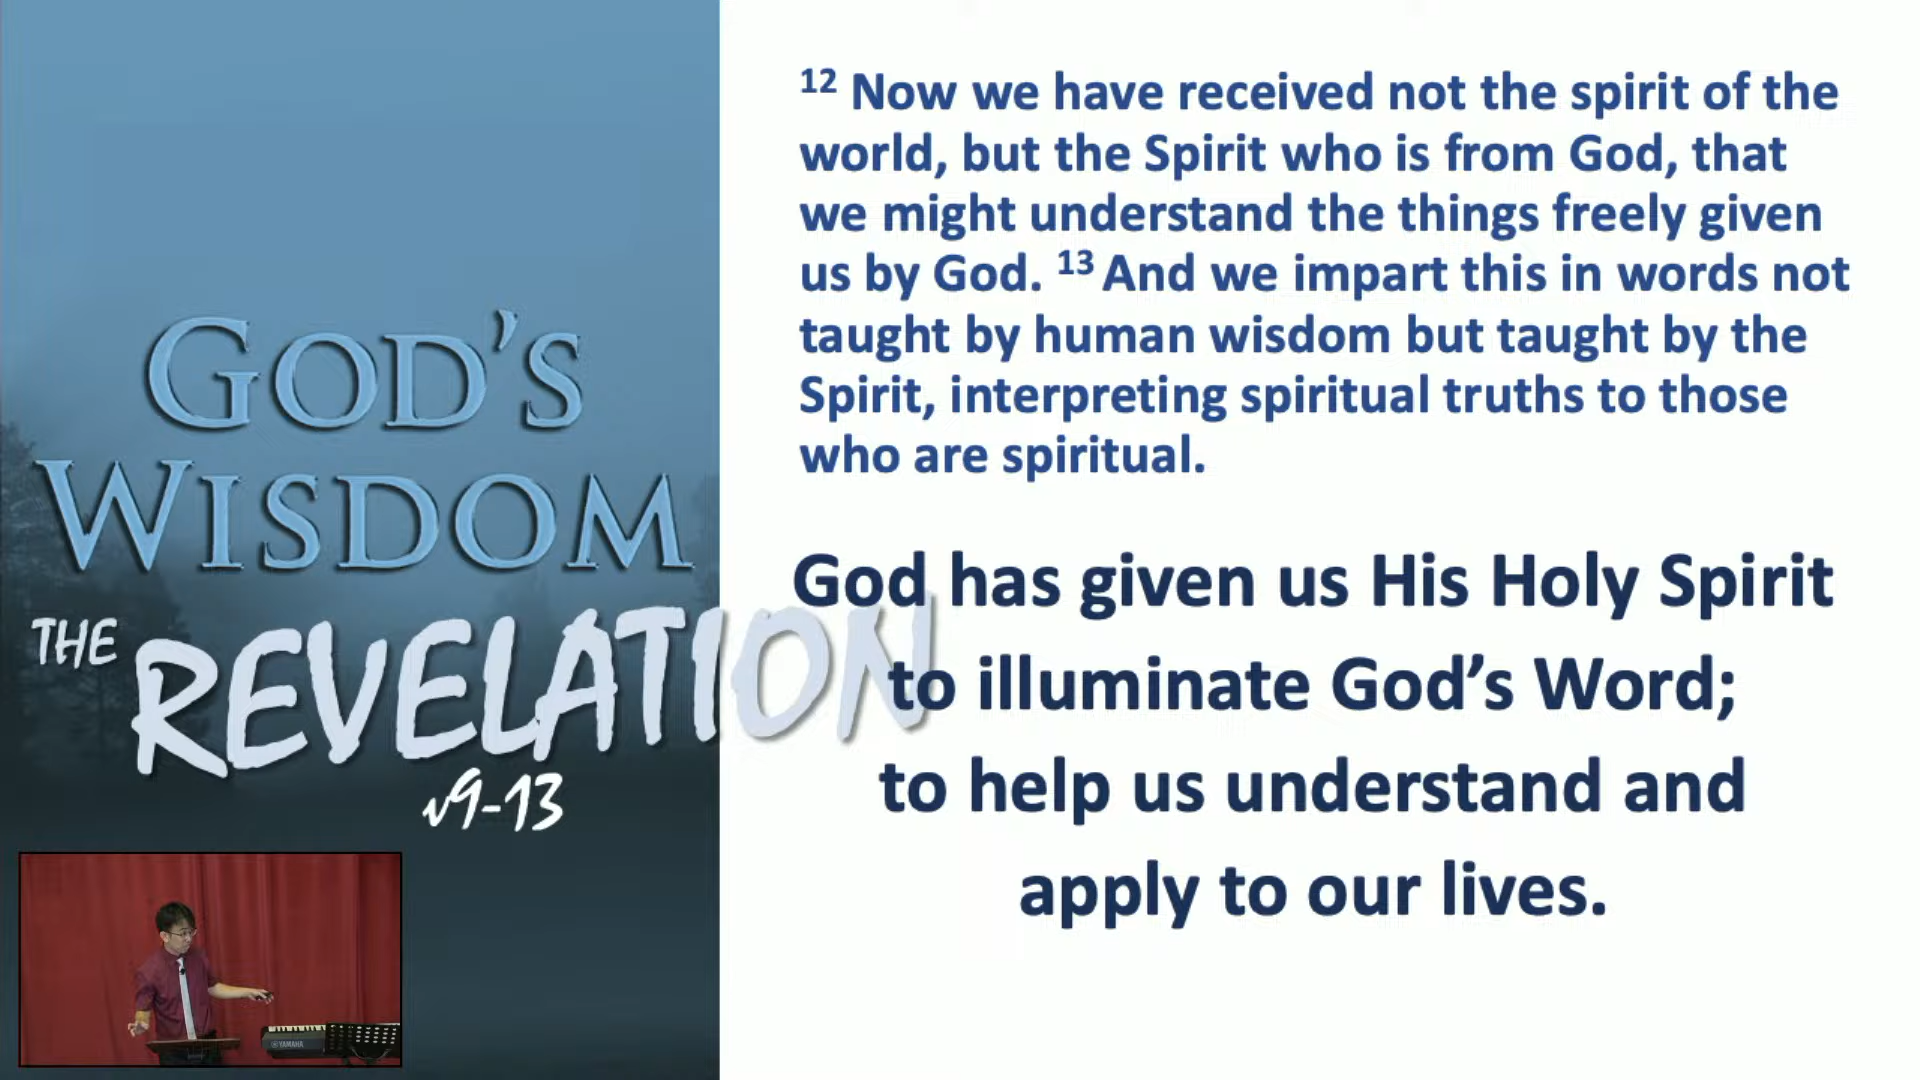 God's
Wisdom
THE REVELATION
v9-13
12 Now we have received not the spirit of the
world, but the Spirit who is from God, that
we might understand the things freely given
us by God. 13 And we impart this in words not
taught by human wisdom but taught by the
Spirit, interpreting spiritual truths to those
who are spiritual.
God has given us His Holy Spirit
to illuminate God's Word;
to help us understand and
apply to our lives.
YAMAHA